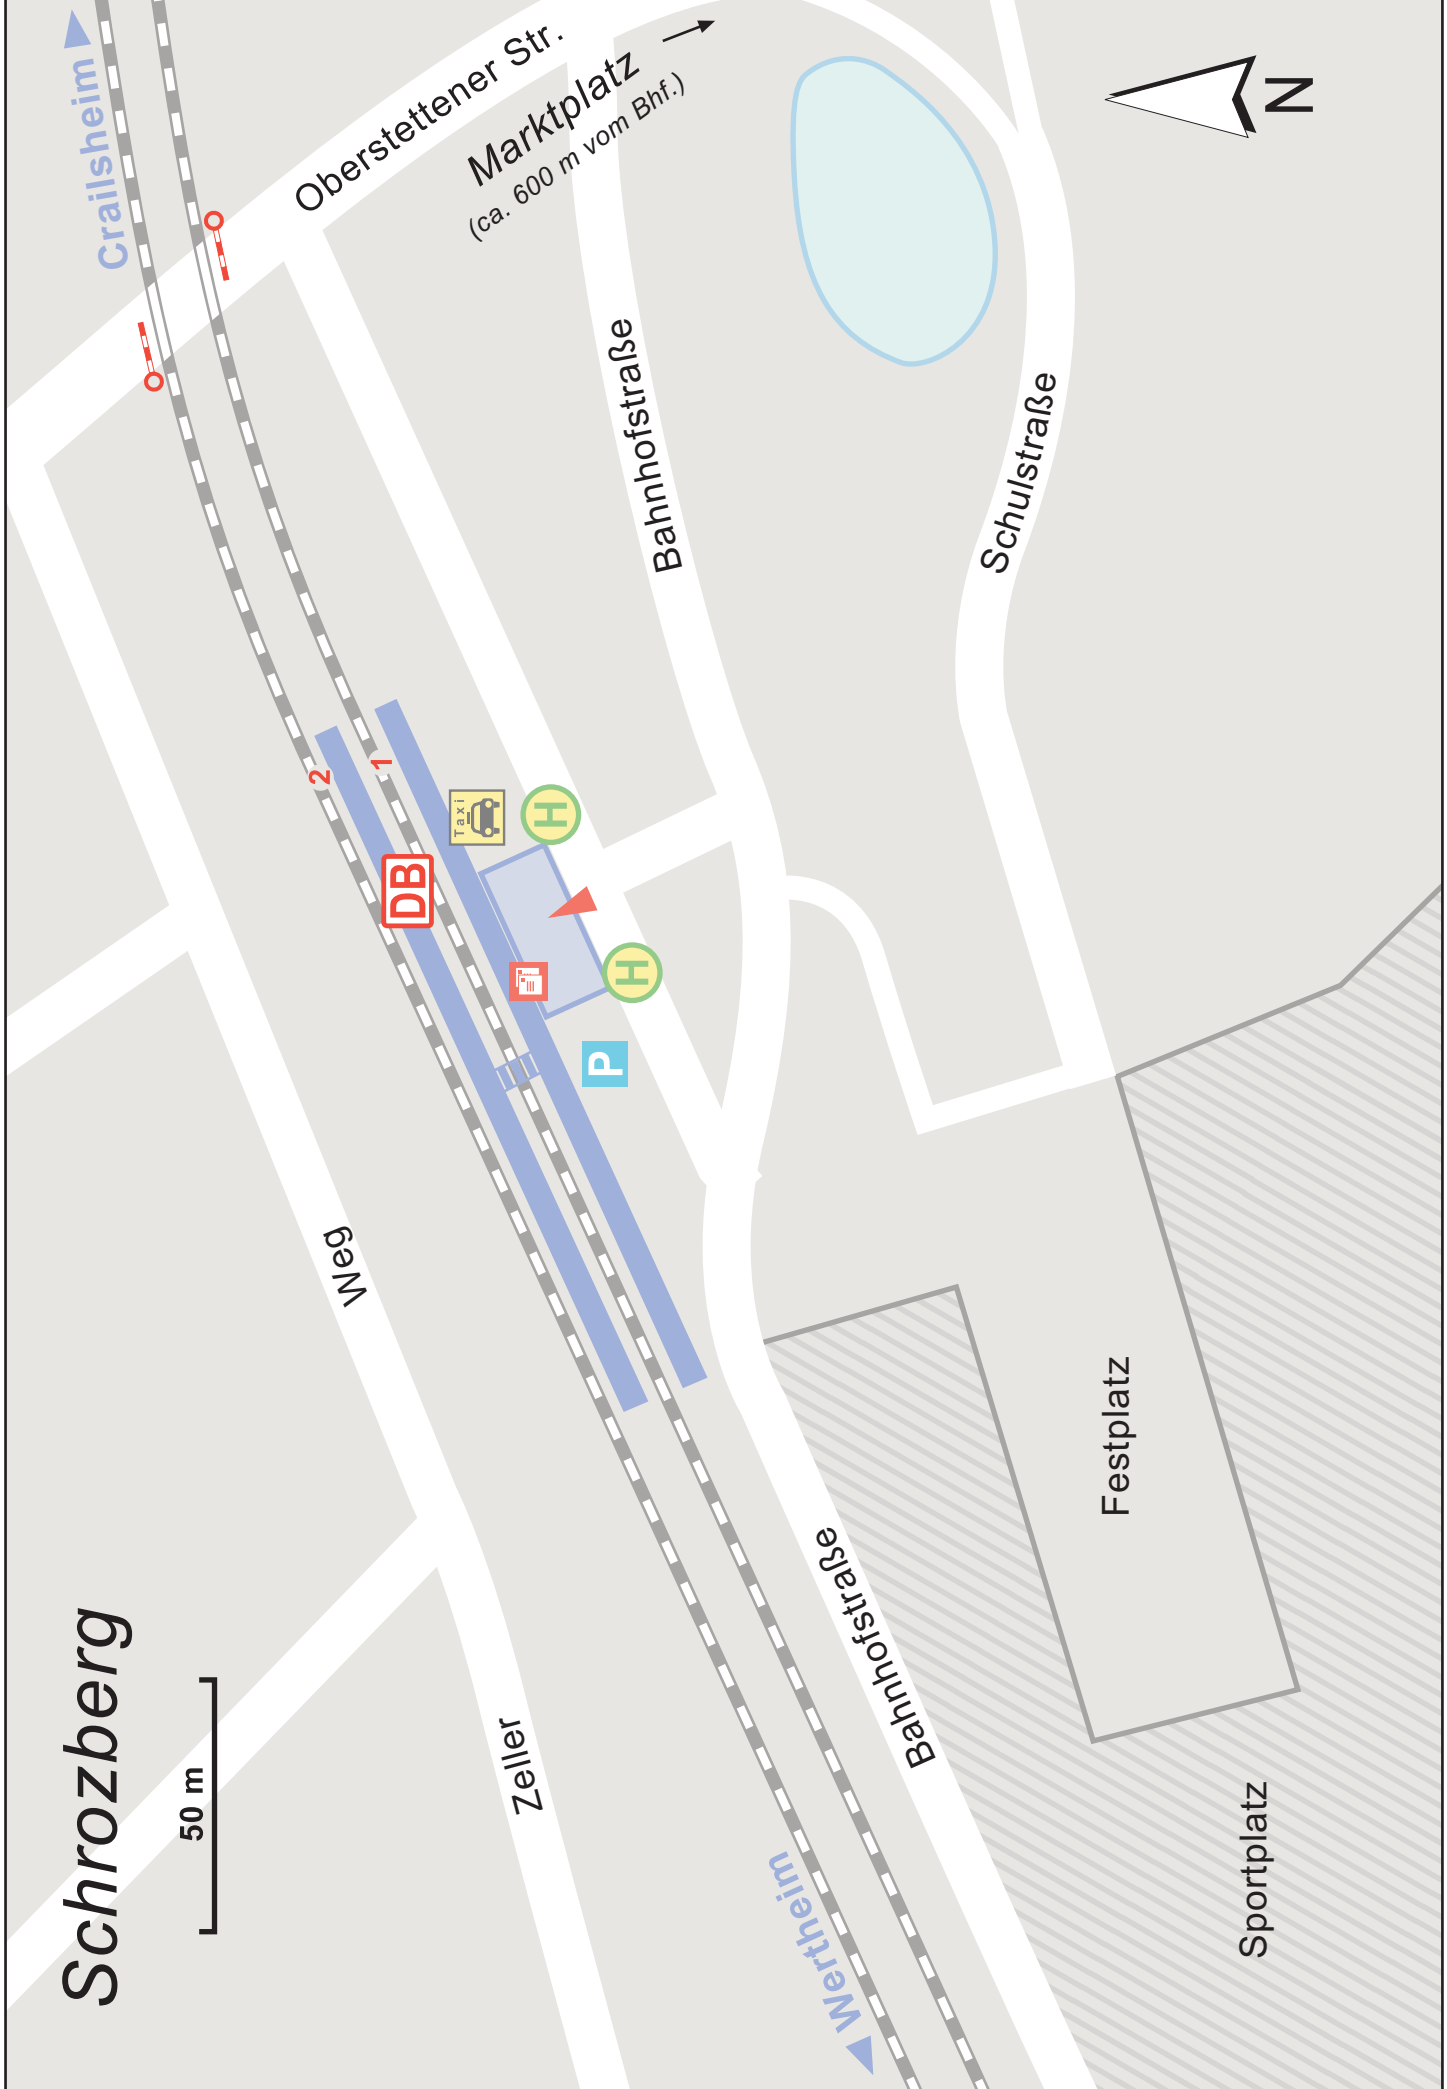 Schrozberg
50 m
Zeller
Weg
Wertheim
Crailsheim
Oberstettener Str.
Marktplatz
(ca. 600 m vom Bhf.)
2
1
DB
Taxi
H
H
P
Bahnhofstraße
Bahnhofstraße
Schulstraße
Festplatz
Sportplatz
N